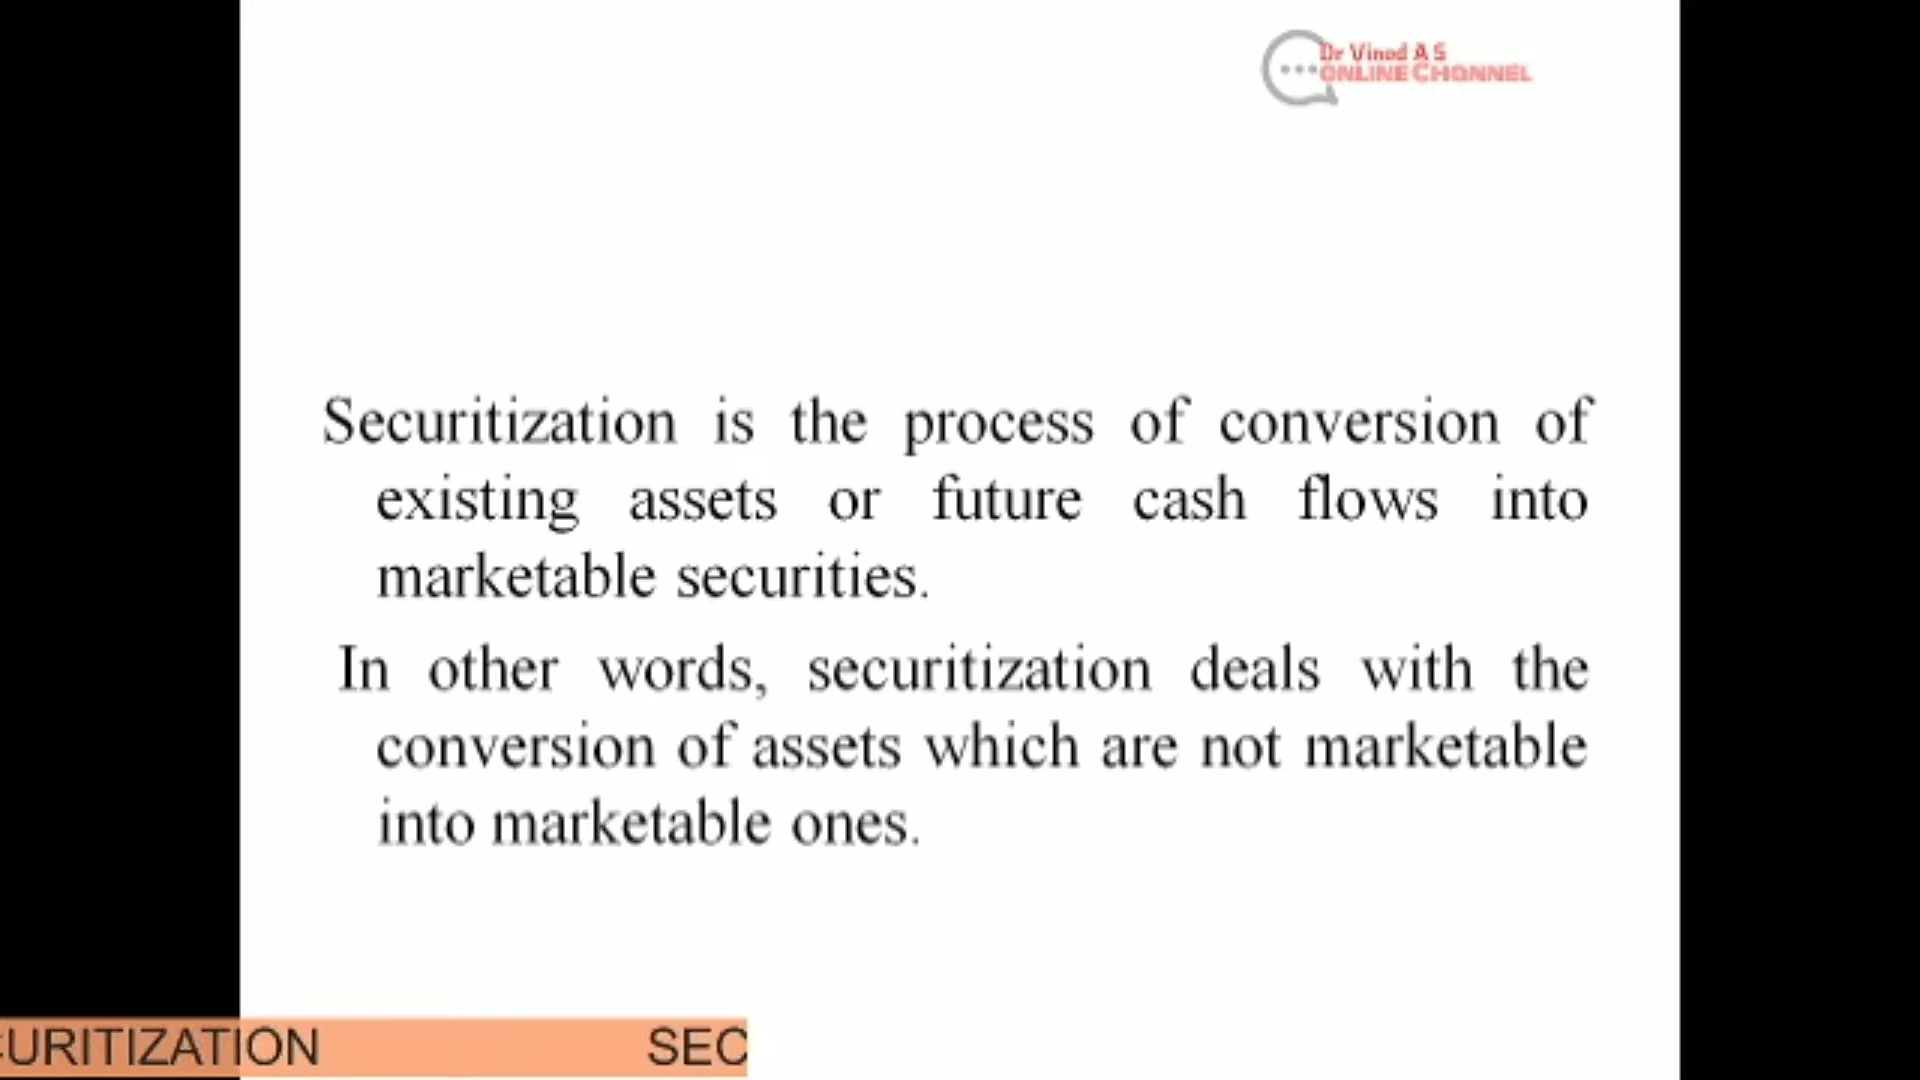 Dr Vinod A S
ONLINE CHANNEL
Securitization is the process of conversion of
existing assets or future cash flows into
marketable securities.
In other words, securitization deals with the
conversion of assets which are not marketable
into marketable ones.
CURITIZATION SEC